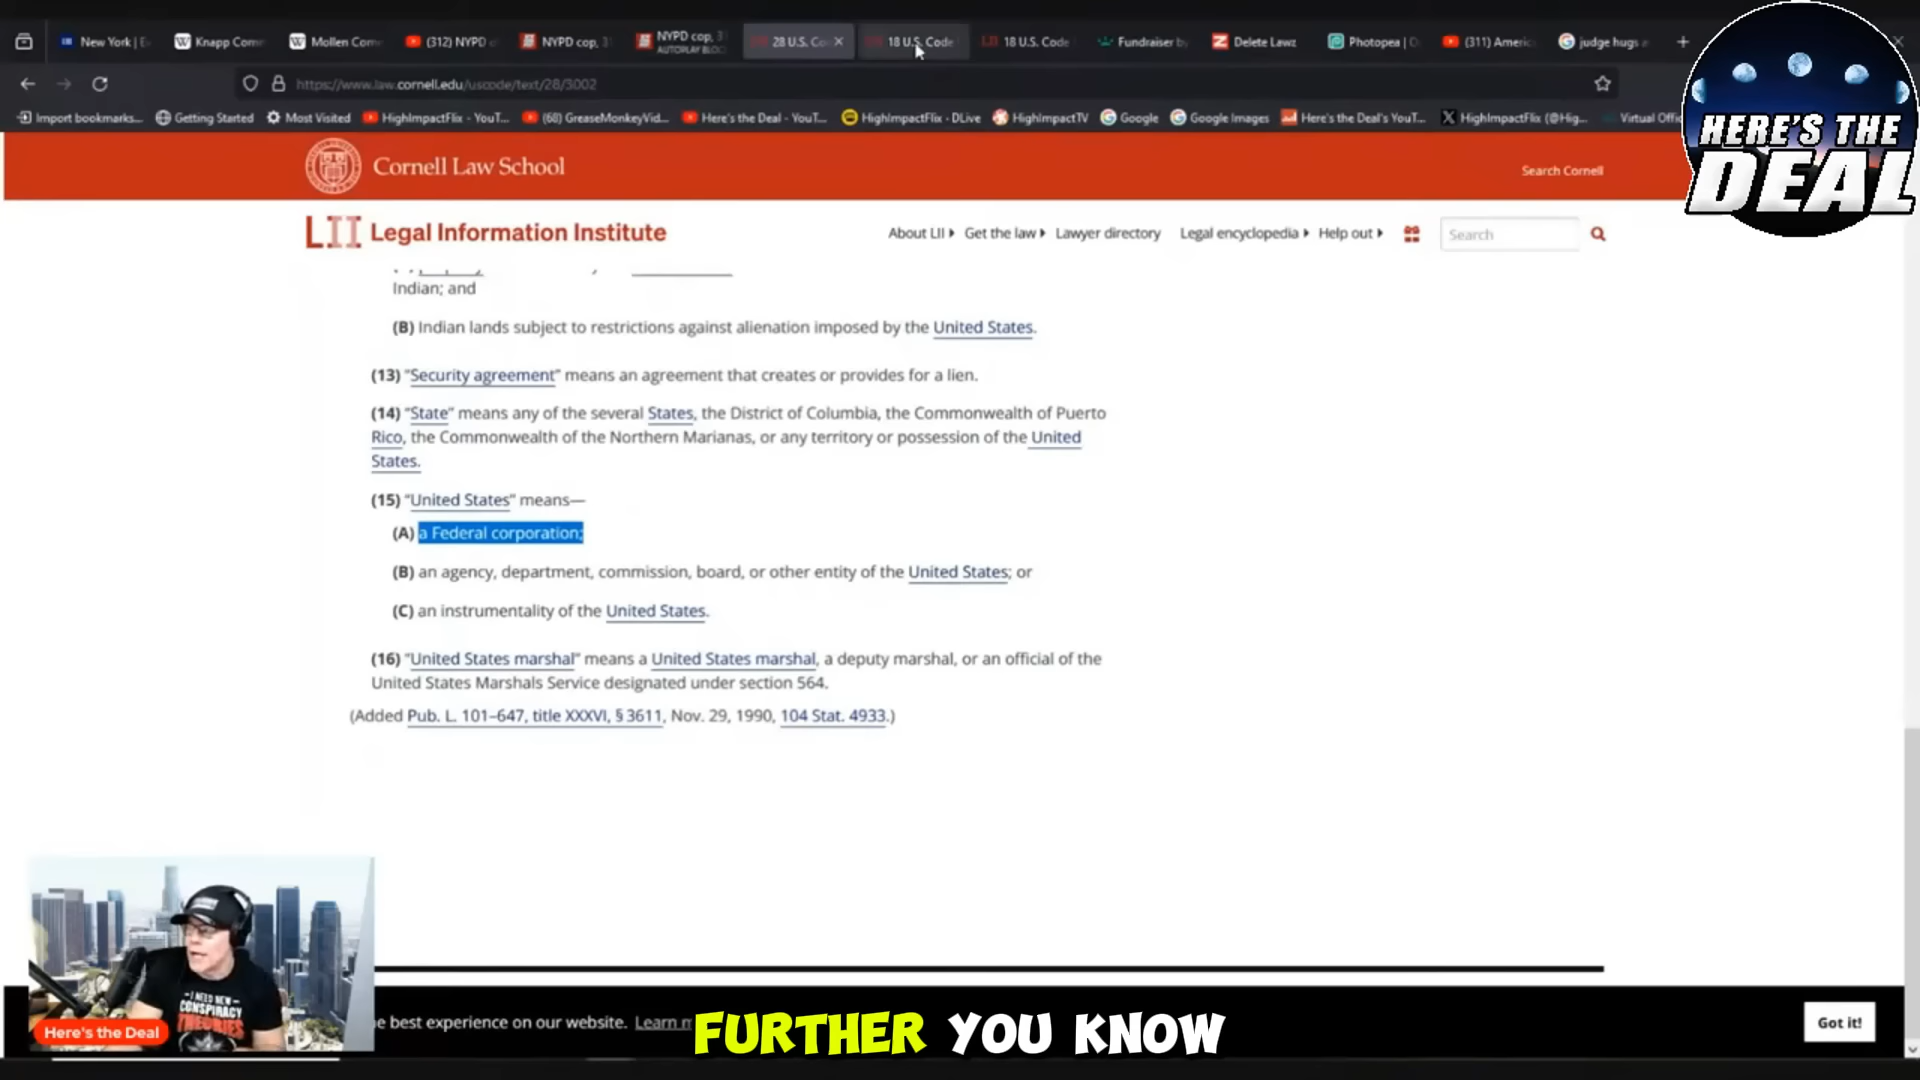 New York | E
Knapp Com
Mollen Con
(312) NYPD
NYPD cop, 3
NYPD cop, 3
AUTOPLAY BLOC
28 U.S. Co
18 U.S. Code
18 U.S. Code
Fundraiser by
Delete Lawz
Photopea |
(311) Americ
judge hugs
https://www.law.cornell.edu/uscode/text/28/3002
Import bookmarks...
Getting Started
Most Visited
HighImpactFlix - YouT...
(60) GreaseMonkeyVid...
Here's the Deal - YouT...
HighImpactFlix - DLive
HighImpactTV
Google
Google Images
Here's the Deal's YouT...
HighImpactFlix (@Hig...
Virtual Offi
HERE'S THE
DEAL
Cornell Law School
Search Cornell
LII Legal Information Institute
About LII
Get the law
Lawyer directory
Legal encyclopedia
Help out
Search
Indian; and
(B) Indian lands subject to restrictions against alienation imposed by the United States.
(13) "Security agreement" means an agreement that creates or provides for a lien.
(14) "State" means any of the several States, the District of Columbia, the Commonwealth of Puerto
Rico, the Commonwealth of the Northern Marianas, or any territory or possession of the United
States.
(15) "United States" means—
(A) a Federal corporation;
(B) an agency, department, commission, board, or other entity of the United States; or
(C) an instrumentality of the United States.
(16) "United States marshal" means a United States marshal, a deputy marshal, or an official of the
United States Marshals Service designated under section 564.
(Added Pub. L. 101–647, title XXXVI, § 3611, Nov. 29, 1990, 104 Stat. 4933.)
I NEED NEW
CONSPIRACY
THEORIES
Here's the Deal
e best experience on our website. Learn m
Got it!
FURTHER YOU KNOW